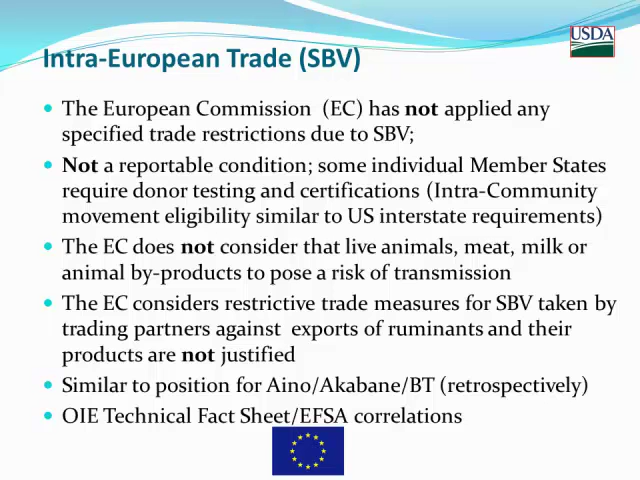 USDA
Intra-European Trade (SBV)
• The European Commission (EC) has not applied any
specified trade restrictions due to SBV;
• Not a reportable condition; some individual Member States
require donor testing and certifications (Intra-Community
movement eligibility similar to US interstate requirements)
• The EC does not consider that live animals, meat, milk or
animal by-products to pose a risk of transmission
• The EC considers restrictive trade measures for SBV taken by
trading partners against exports of ruminants and their
products are not justified
• Similar to position for Aino/Akabane/BT (retrospectively)
• OIE Technical Fact Sheet/EFSA correlations